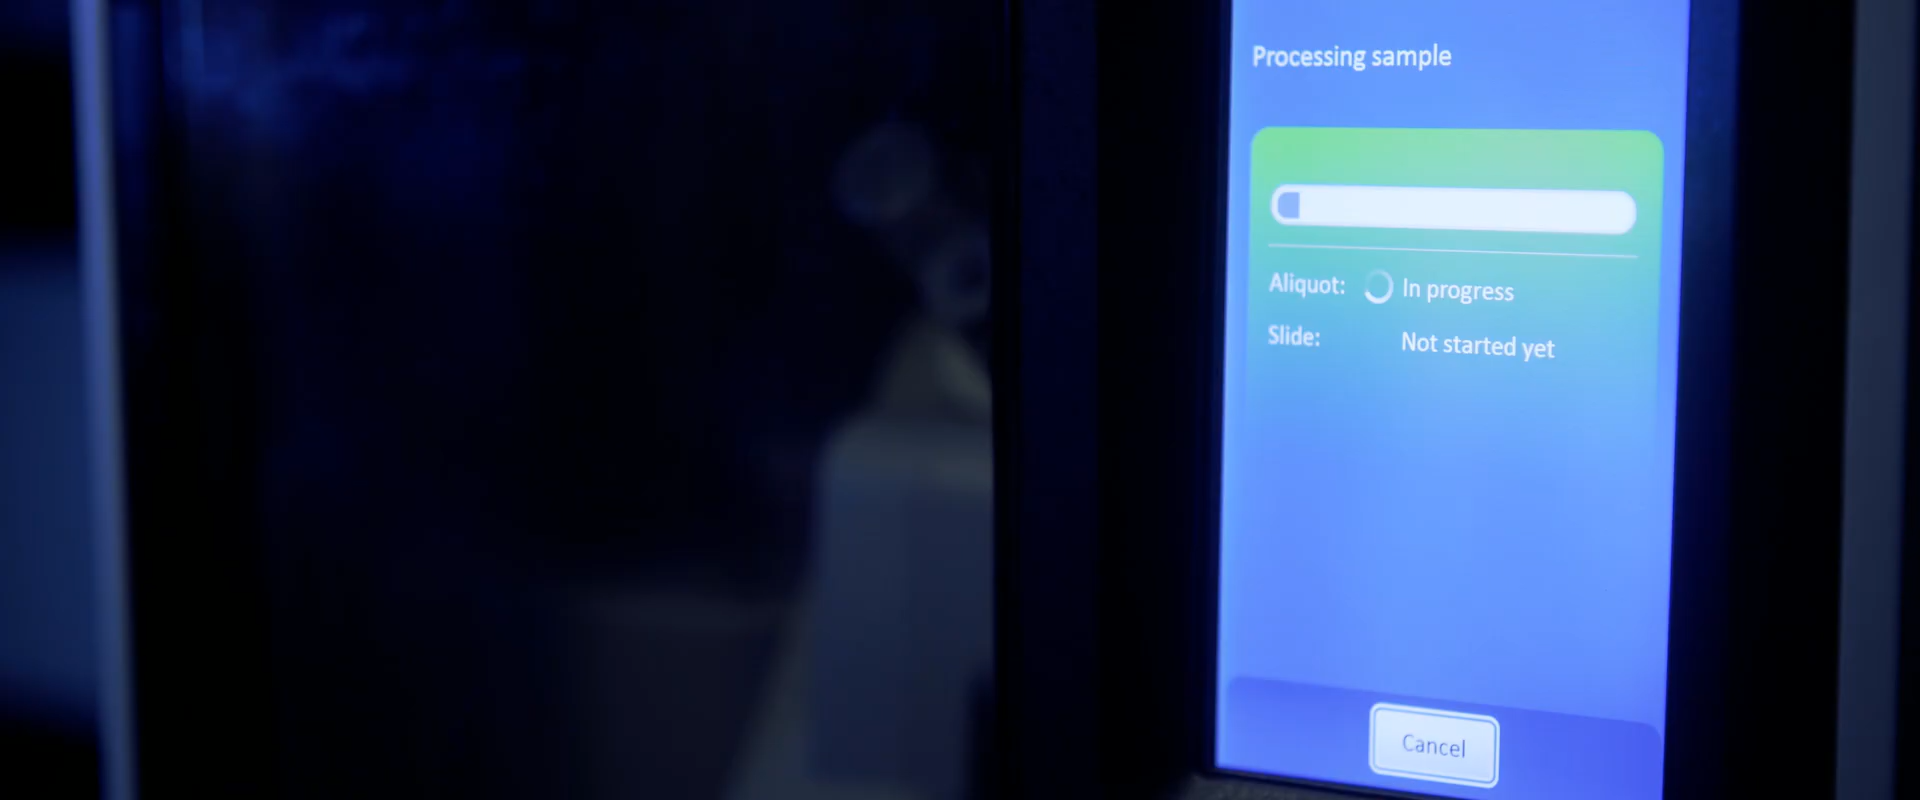 Processing sample
Aliquot: In progress
Slide: Not started yet
Cancel